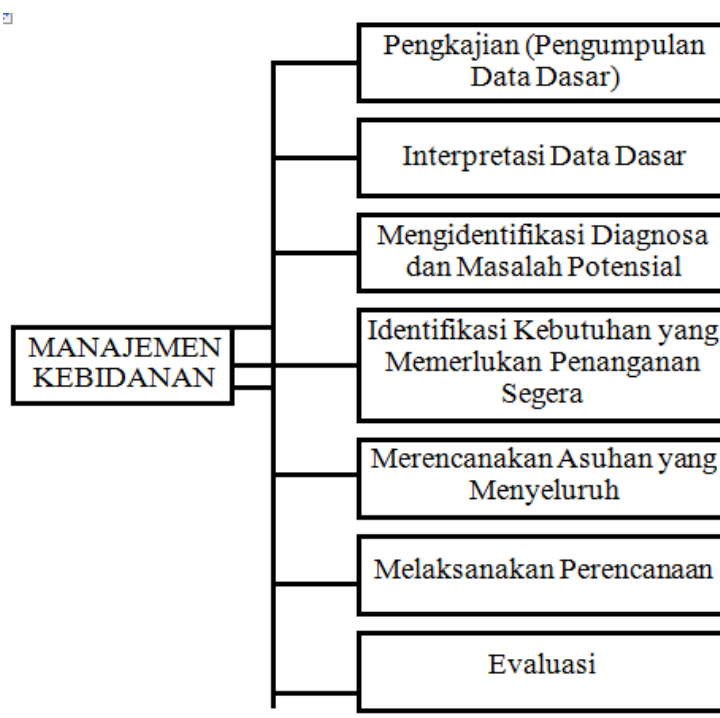 Pengkajian (Pengumpulan
Data Dasar)
Interpretasi Data Dasar
Mengidentifikasi Diagnosa
dan Masalah Potensial
MANAJEMEN
KEBIDANAN
Identifikasi Kebutuhan yang
Memerlukan Penanganan
Segera
Merencanakan Asuhan yang
Menyeluruh
Melaksanakan Perencanaan
Evaluasi